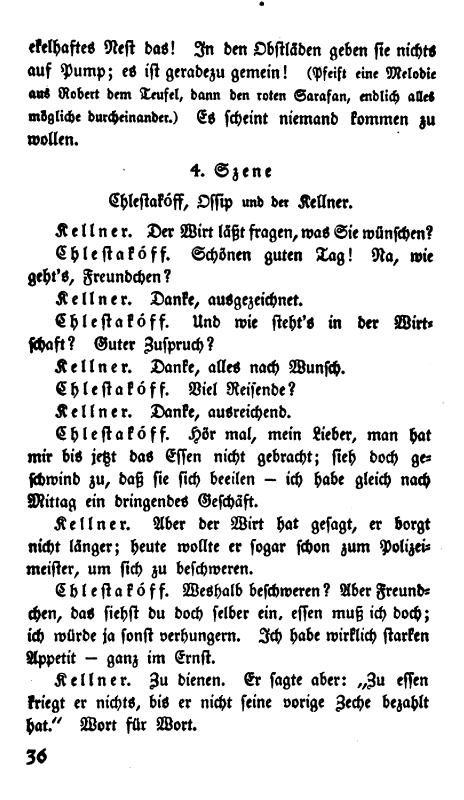 ekelhaftes Nest das! In den Obstläden geben sie nichts
auf Pump; es ist geradezu gemein! (Pfeift eine Melodie
aus Robert dem Teufel, dann den roten Sarafan, endlich alles
mögliche durcheinander.) Es scheint niemand kommen zu
wollen.
4. Szene
Chlestakóff, Ossip und der Kellner.
Kellner. Der Wirt läßt fragen, was Sie wünschen?
Chlestakóff. Schönen guten Tag! Na, wie
geht's, Freundchen?
Kellner. Danke, ausgezeichnet.
Chlestakóff. Und wie steht's in der Wirt-
schaft? Guter Zuspruch?
Kellner. Danke, alles nach Wunsch.
Chlestakóff. Viel Reisende?
Kellner. Danke, ausreichend.
Chlestakóff. Hör mal, mein Lieber, man hat
mir bis jetzt das Essen nicht gebracht; sieh doch ge-
schwind zu, daß sie sich beeilen – ich habe gleich nach
Mittag ein dringendes Geschäft.
Kellner. Aber der Wirt hat gesagt, er borgt
nicht länger; heute wollte er sogar schon zum Polizei-
meister, um sich zu beschweren.
Chlestakóff. Weshalb beschweren? Aber Freund-
chen, das siehst du doch selber ein, essen muß ich doch;
ich würde ja sonst verhungern. Ich habe wirklich starken
Appetit – ganz im Ernst.
Kellner. Zu dienen. Er sagte aber: „Zu essen
kriegt er nichts, bis er nicht seine vorige Zeche bezahlt
hat.“ Wort für Wort.
36